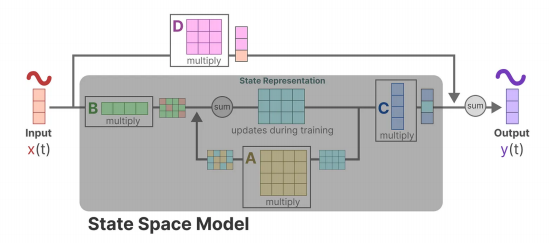 D
multiply
State Representation
B
multiply
sum
updates during training
C
multiply
sum
Input
x(t)
Output
y(t)
A
multiply
State Space Model